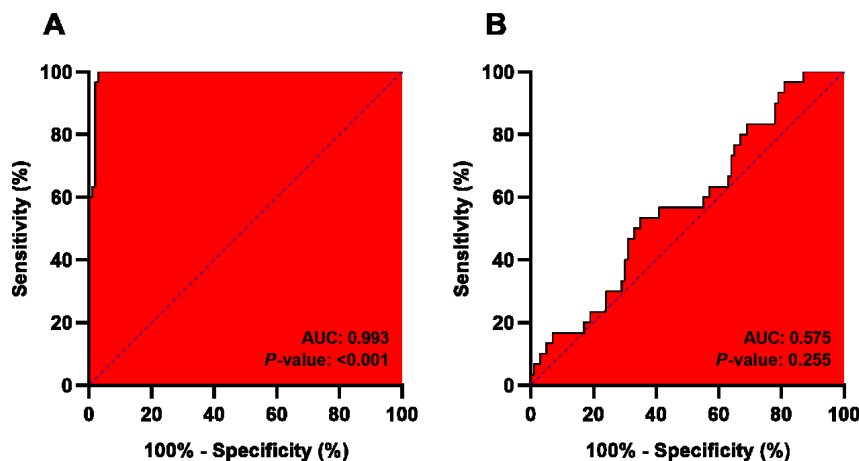 A
B
Sensitivity (%)
100
80
60
40
20
0
AUC: 0.993
P-value: <0.001
0 20 40 60 80 100
100% - Specificity (%)
Sensitivity (%)
100
80
60
40
20
0
AUC: 0.575
P-value: 0.255
0 20 40 60 80 100
100% - Specificity (%)